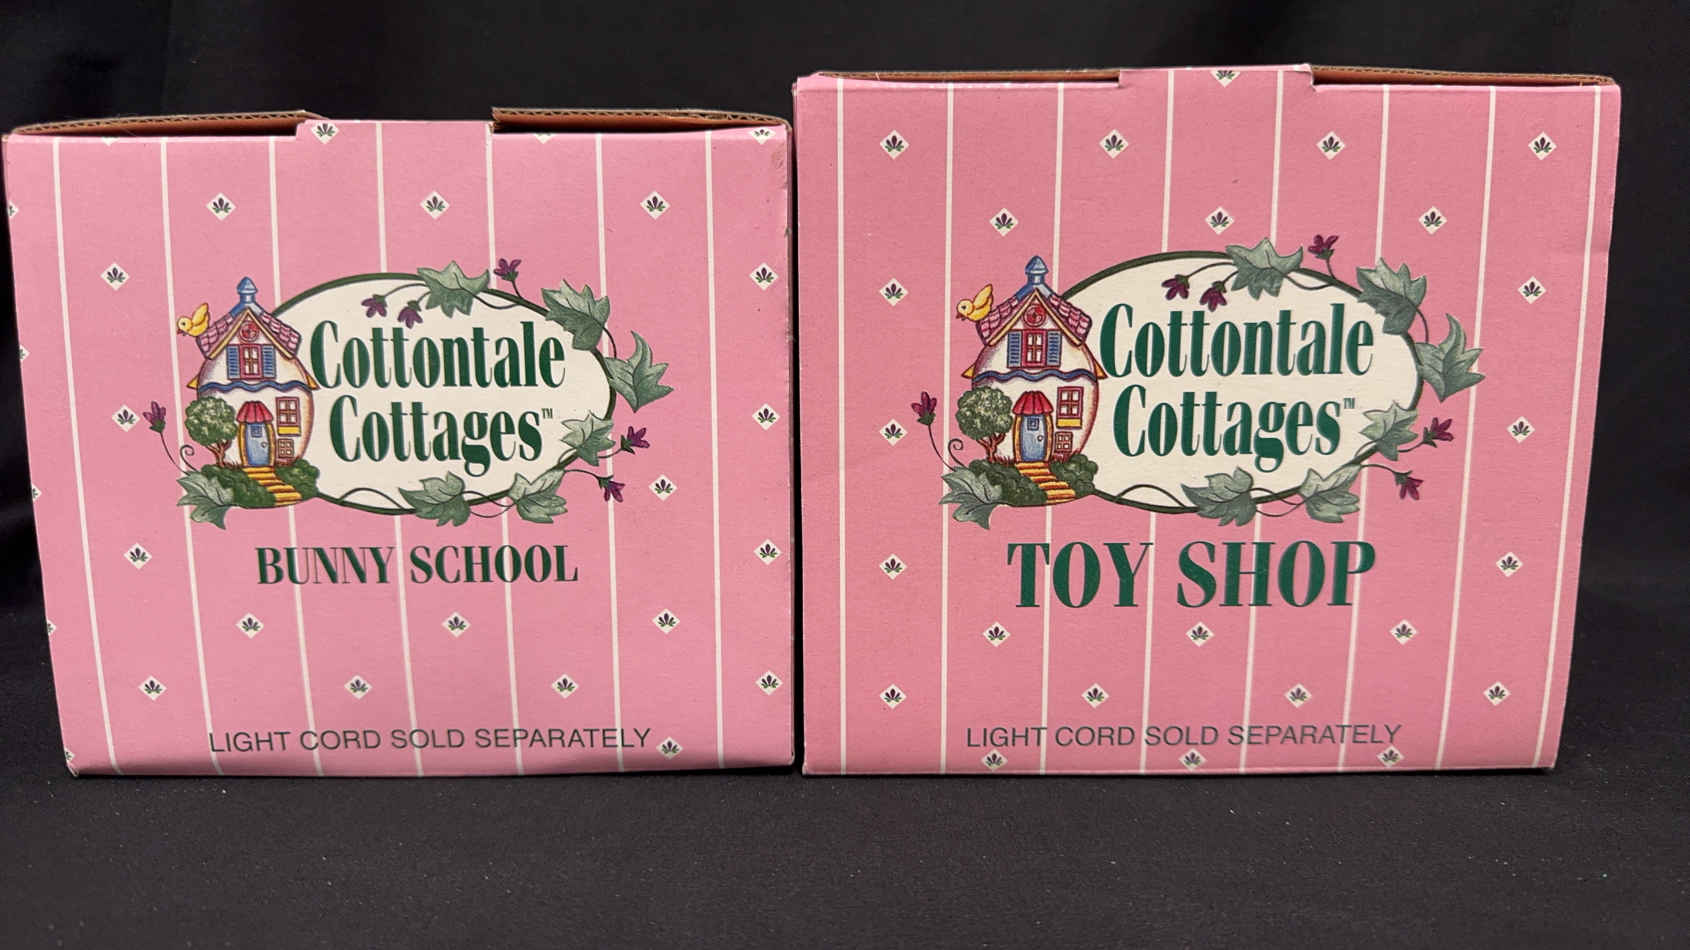 Cottontale
Cottages™
BUNNY SCHOOL
LIGHT CORD SOLD SEPARATELY
Cottontale
Cottages™
TOY SHOP
LIGHT CORD SOLD SEPARATELY